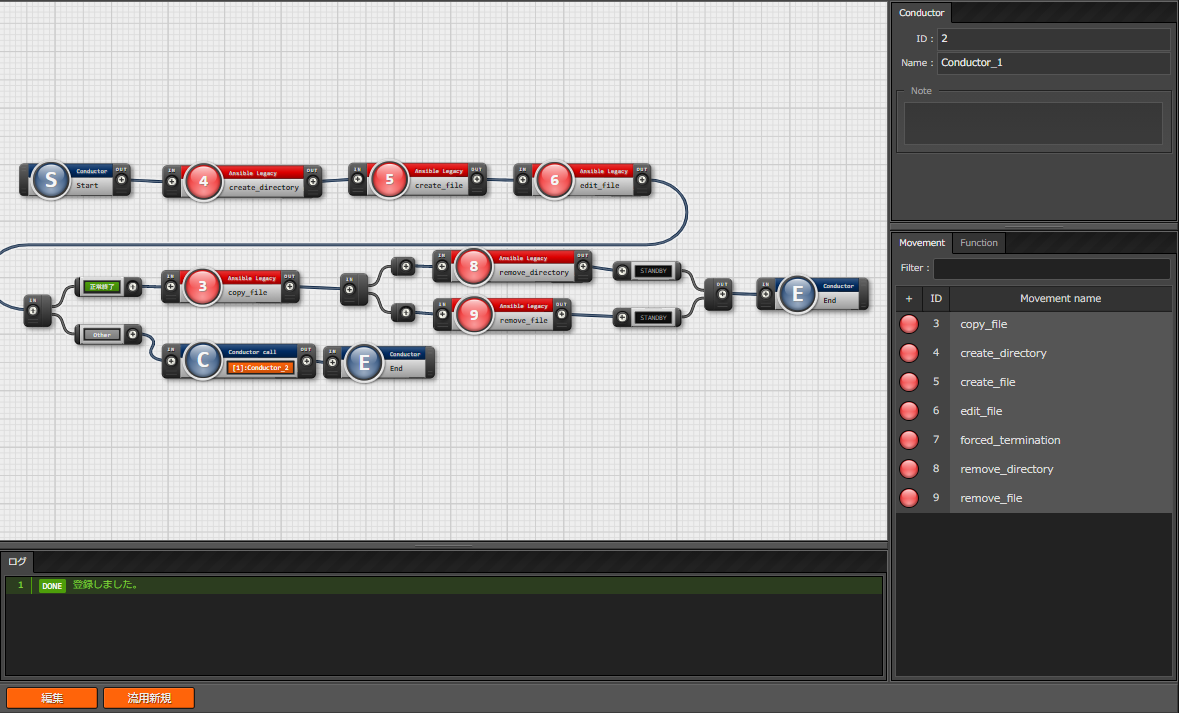 Conductor
ID :
2
Name :
Conductor_1
Note
S
Conductor
Start
OUT
IN
4
Ansible Legacy
create_directory
OUT
IN
5
Ansible Legacy
create_file
OUT
IN
6
Ansible Legacy
edit_file
OUT
IN
正常終了
Other
IN
3
Ansible Legacy
copy_file
OUT
IN
IN
8
Ansible Legacy
remove_directory
OUT
STANDBY
IN
9
Ansible Legacy
remove_file
OUT
STANDBY
OUT
IN
E
Conductor
End
IN
C
Conductor call
[1]:Conductor_2
OUT
IN
E
Conductor
End
Movement
Function
Filter :
+ ID Movement name
3 copy_file
4 create_directory
5 create_file
6 edit_file
7 forced_termination
8 remove_directory
9 remove_file
ログ
1 DONE 登録しました。
編集
流用新規